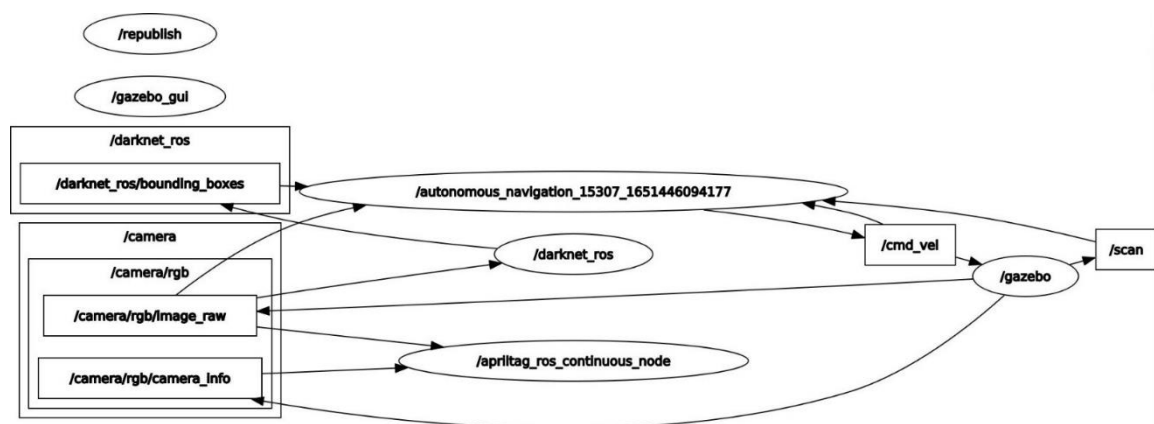 /republish
/gazebo_gui
/darknet_ros
/darknet_ros/bounding_boxes
/autonomous_navigation_15307_1651446094177
/camera
/darknet_ros
/cmd_vel
/scan
/camera/rgb
/gazebo
/camera/rgb/image_raw
/apriltag_ros_continuous_node
/camera/rgb/camera_info